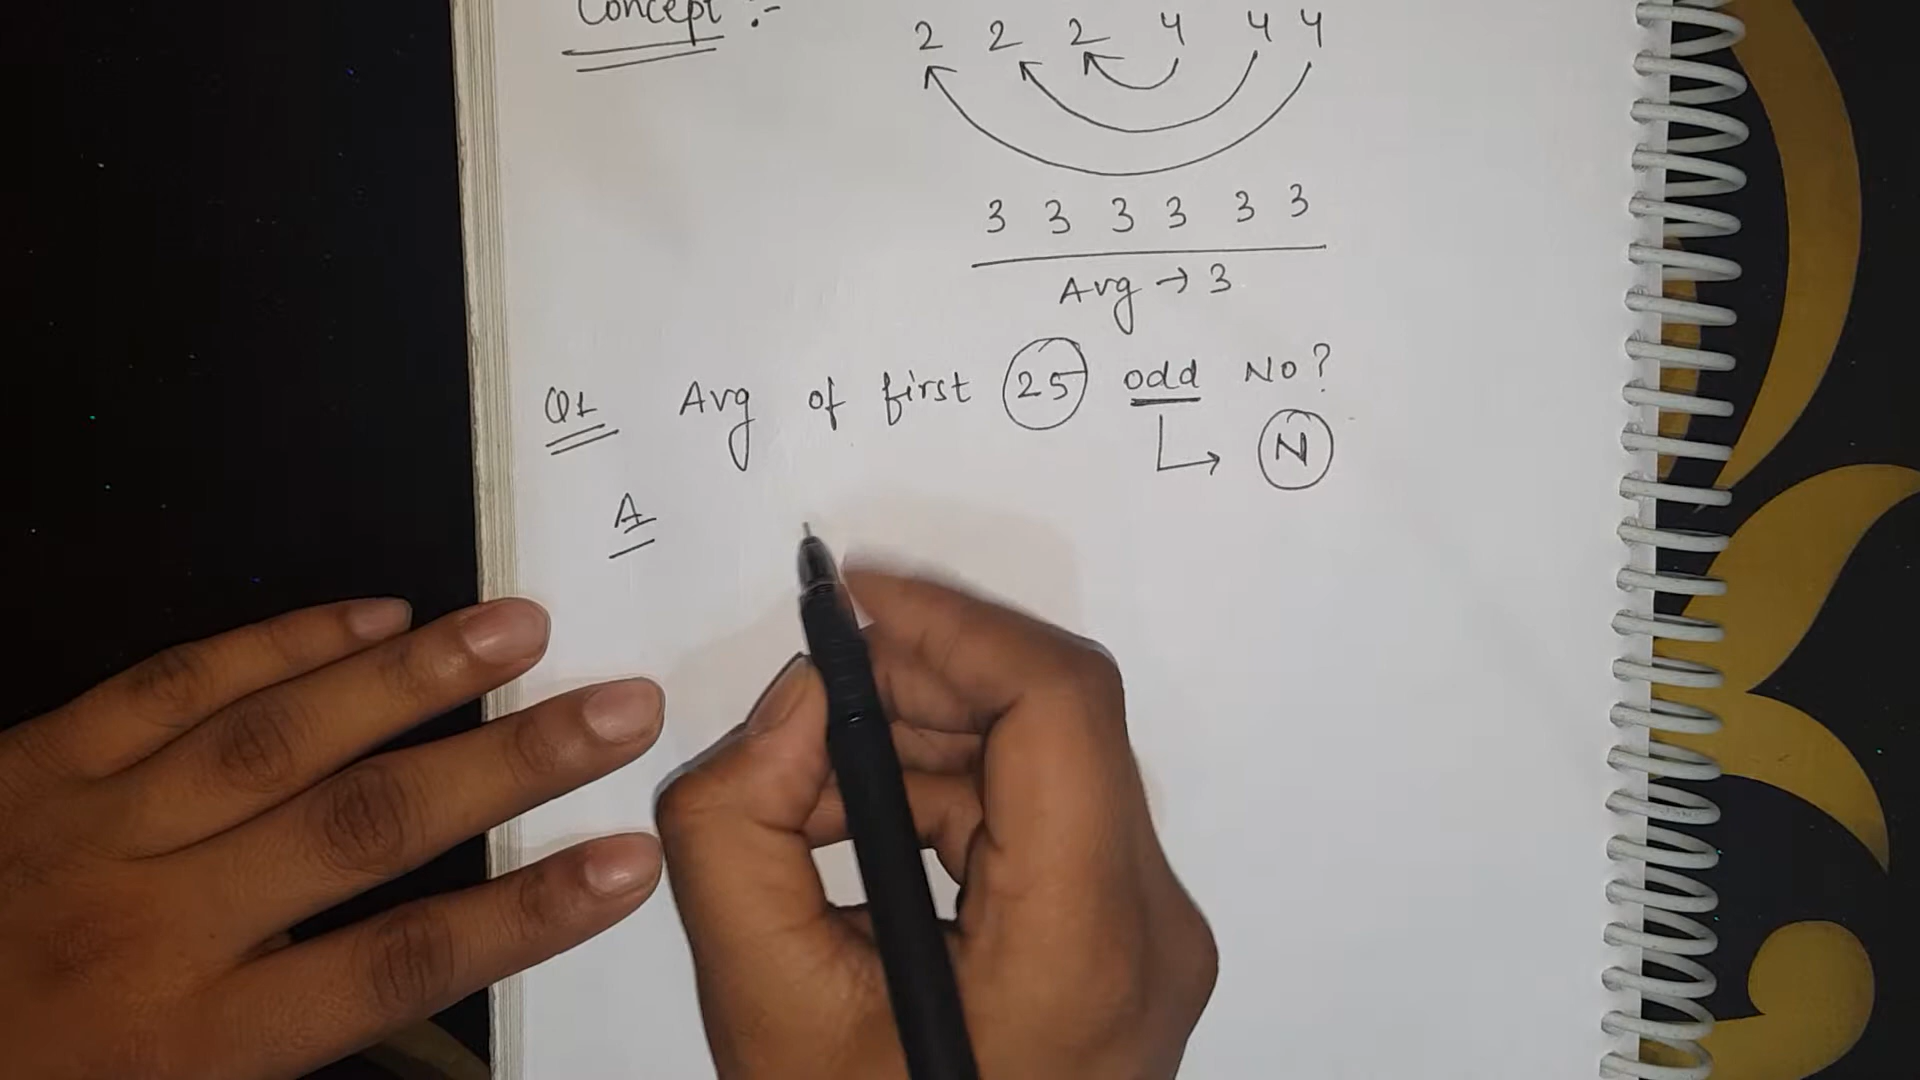 Concept :-
2 2 2 4 4 4
3 3 3 3 3 3
Avg → 3
Q1 Avg of first 25 odd No?
N
A